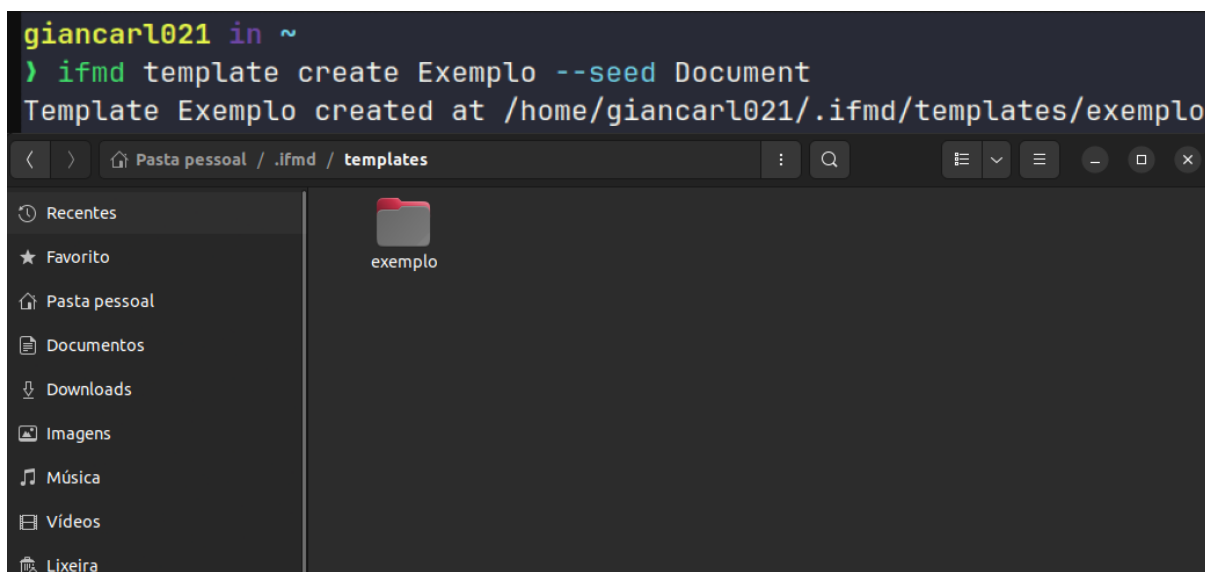 giancarl021 in ~
❯ ifmd template create Exemplo --seed Document
Template Exemplo created at /home/giancarl021/.ifmd/templates/exemplo
Pasta pessoal / .ifmd / templates
Recentes
Favorito
Pasta pessoal
Documentos
Downloads
Imagens
Música
Vídeos
Lixeira
exemplo